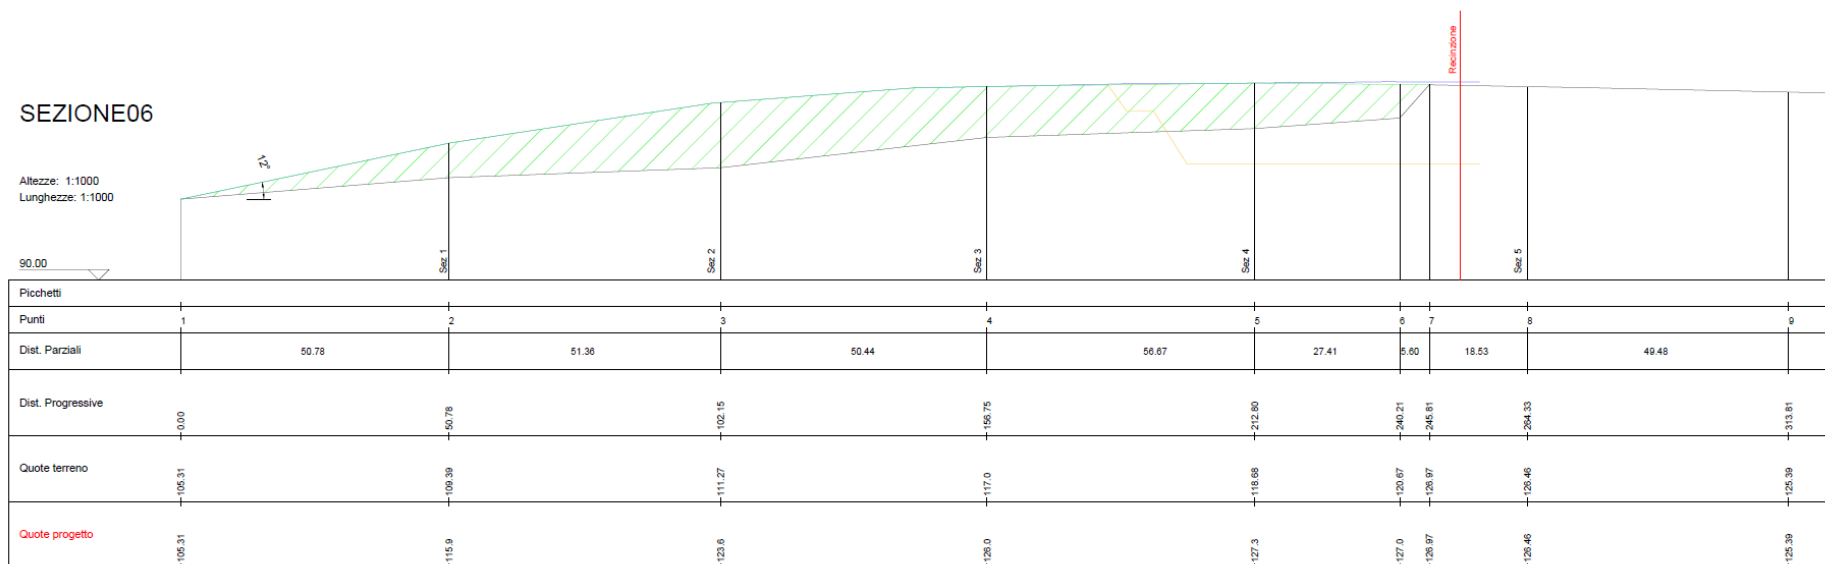 Recinzione
SEZIONE06
12°
Altezze: 1:1000
Lunghezze: 1:1000
90.00
Sez 1
Sez 2
Sez 3
Sez 4
Sez 5
Picchetti
Punti 1 2 3 4 5 6 7 8 9
Dist. Parziali 50.78 51.36 50.44 56.67 27.41 5.60 18.53 49.48
Dist. Progressive 0.00 50.78 102.15 156.75 212.80 240.21 245.81 264.33 313.81
Quote terreno 105.31 109.39 111.27 117.0 118.68 120.67 126.97 126.46 125.39
Quote progetto 105.31 115.9 123.6 126.0 127.3 127.0 126.97 126.46 125.39